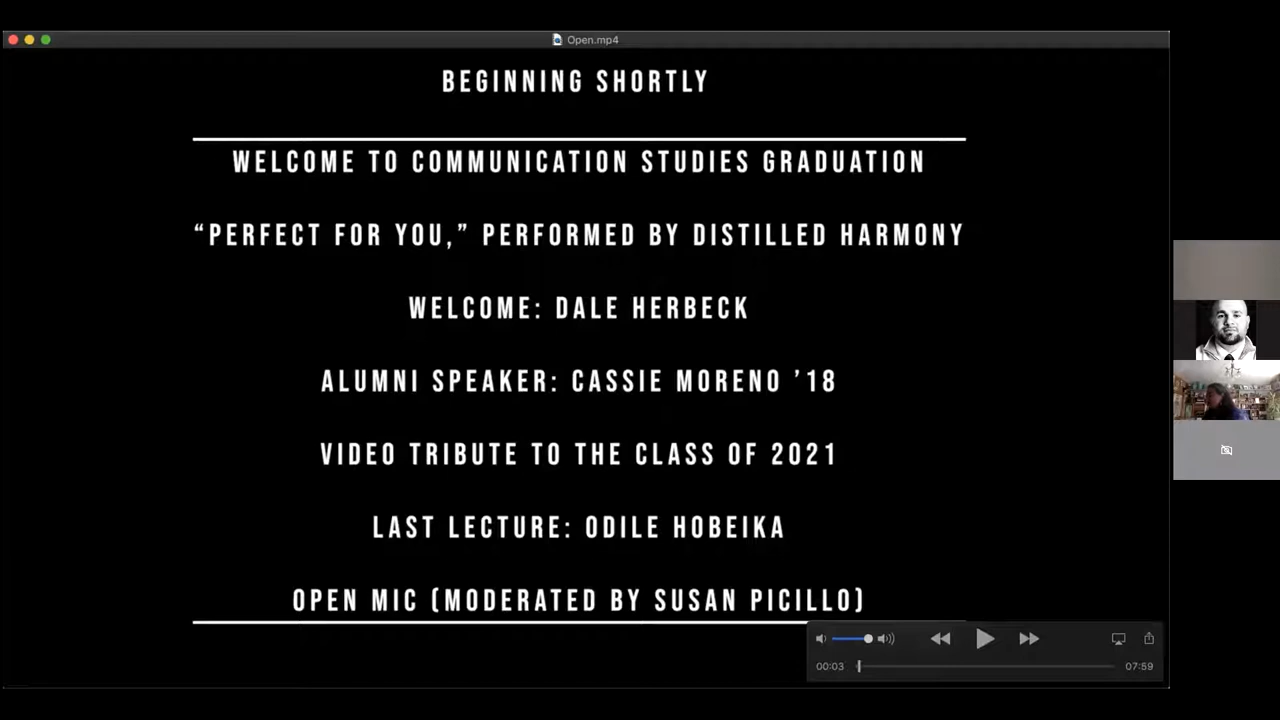 Open.mp4
BEGINNING SHORTLY
WELCOME TO COMMUNICATION STUDIES GRADUATION
“PERFECT FOR YOU,” PERFORMED BY DISTILLED HARMONY
WELCOME: DALE HERBECK
ALUMNI SPEAKER: CASSIE MORENO ’18
VIDEO TRIBUTE TO THE CLASS OF 2021
LAST LECTURE: ODILE HOBEIKA
OPEN MIC (MODERATED BY SUSAN PICILLO)
00:03
07:59